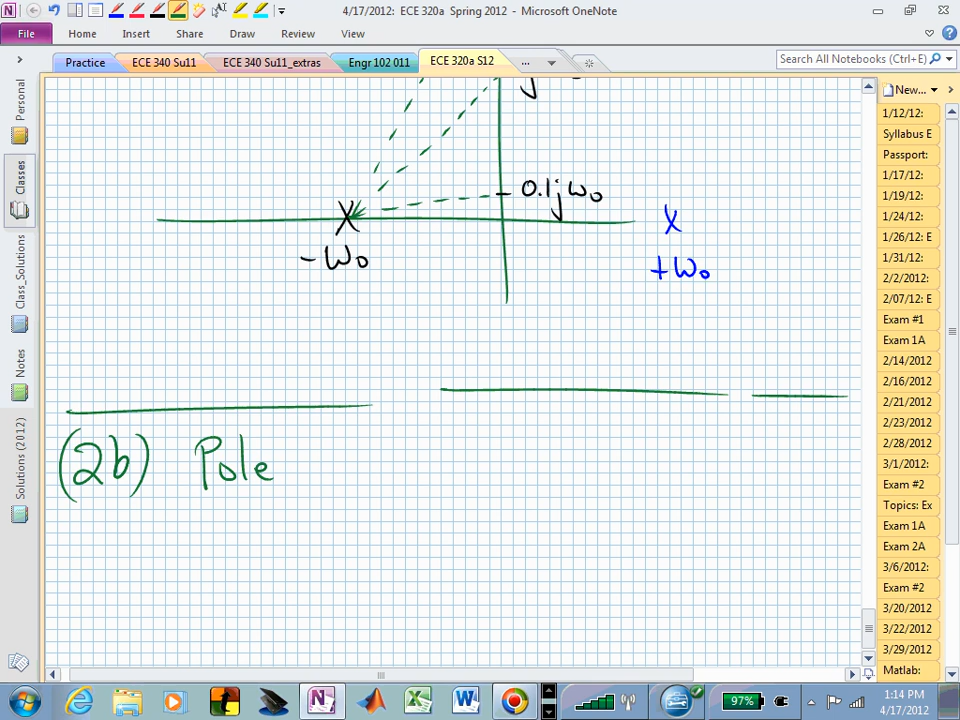 4/17/2012: ECE 320a Spring 2012 - Microsoft OneNote
File Home Insert Share Draw Review View
Practice ECE 340 Su11 ECE 340 Su11_extras Engr 102 011 ECE 320a S12 ... Search All Notebooks (Ctrl+E)
Personal
Classes
Class_Solutions
Notes
Solutions (2012)
j
0.1jω₀
X
-ω₀
X
+ω₀
(2b) Pole
New...
1/12/12:
Syllabus E
Passport:
1/17/12:
1/19/12:
1/24/12:
1/26/12: E
1/31/12:
2/2/2012:
2/07/12: E
Exam #1
Exam 1A
2/14/2012
2/16/2012
2/21/2012
2/23/2012
2/28/2012
3/1/2012:
Exam #2
Topics: Ex
Exam 1A
Exam 2A
3/6/2012:
Exam #2
3/20/2012
3/22/2012
3/29/2012
Matlab:
97%
1:14 PM
4/17/2012